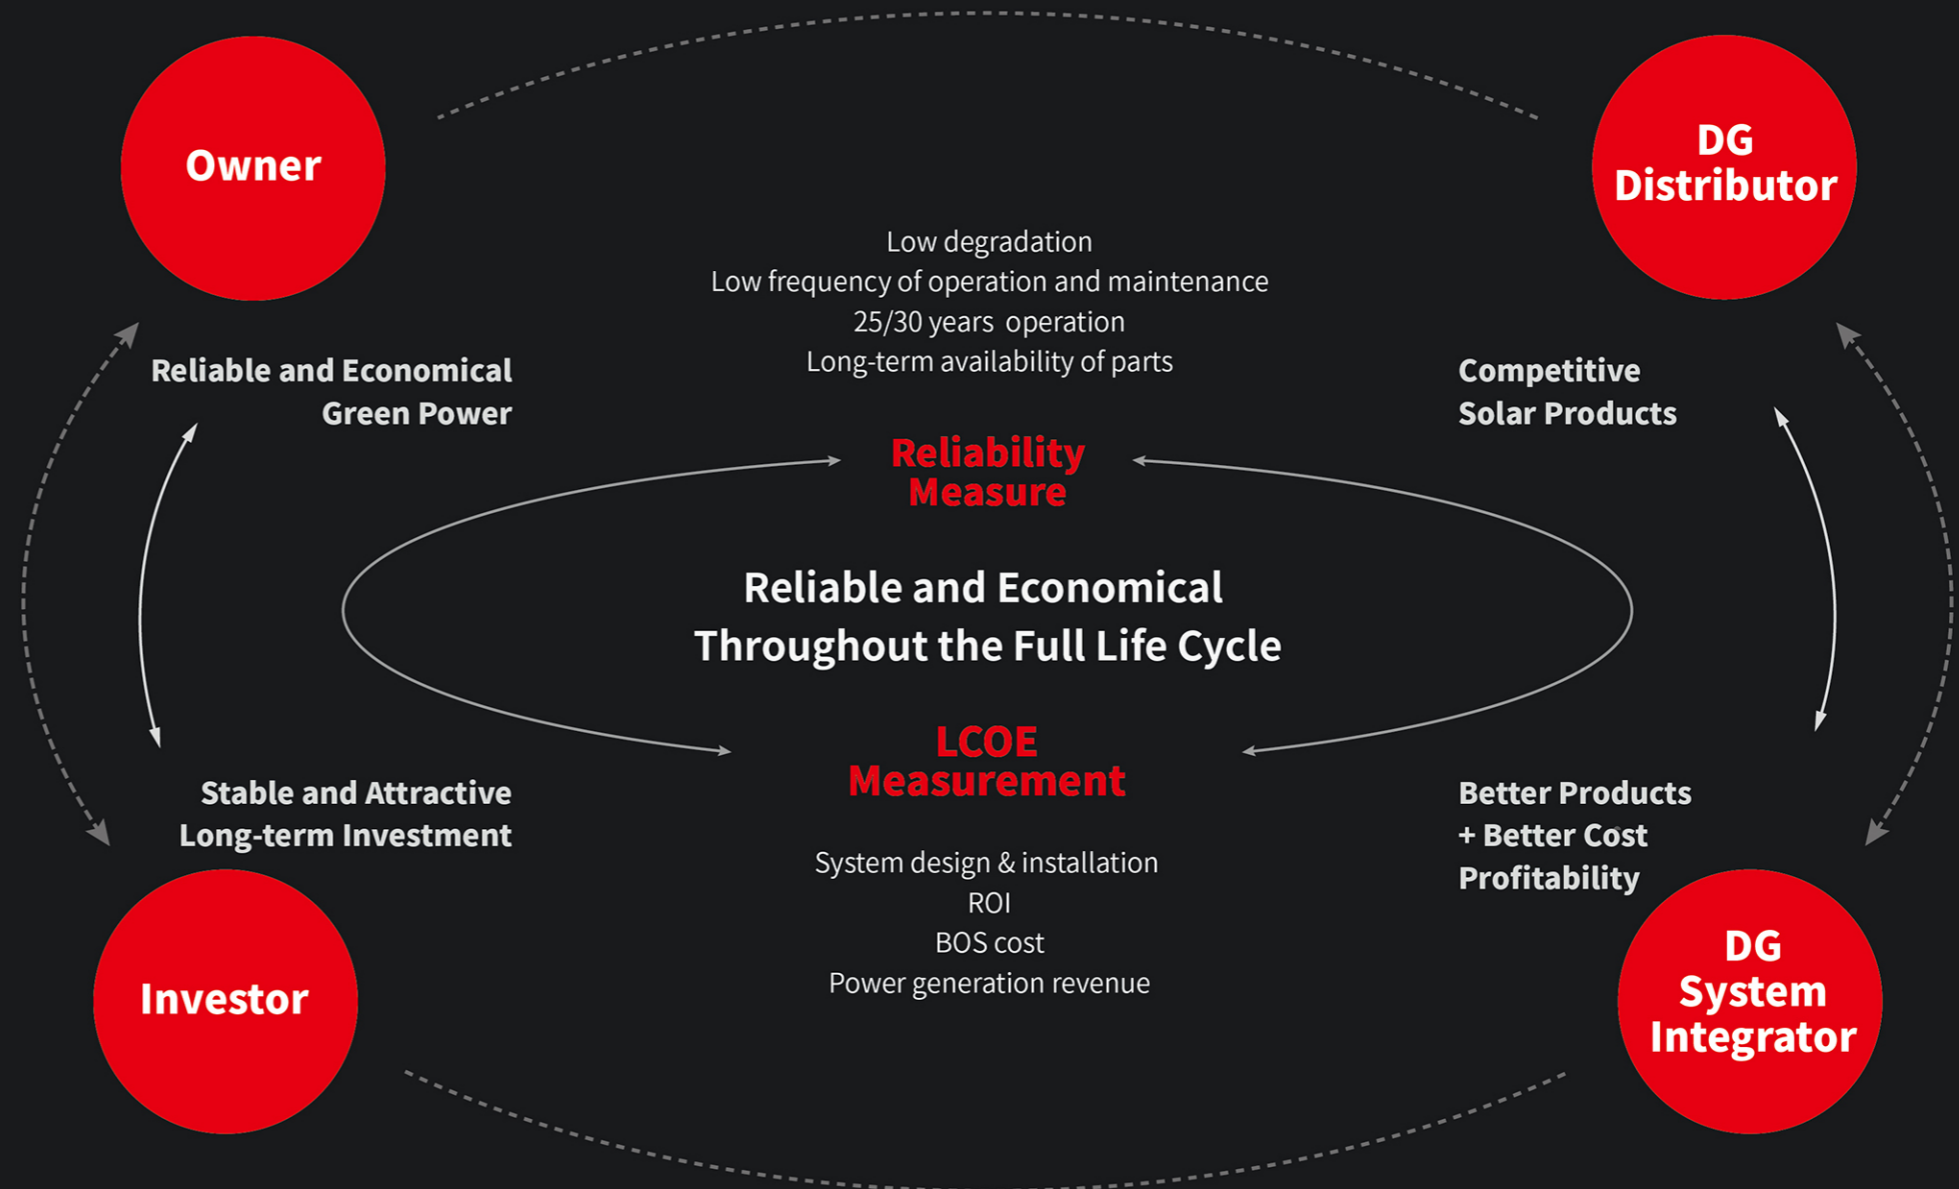 Owner
DG
Distributor
Low degradation
Low frequency of operation and maintenance
25/30 years operation
Long-term availability of parts
Reliable and Economical
Green Power
Competitive
Solar Products
Reliability
Measure
Reliable and Economical
Throughout the Full Life Cycle
LCOE
Measurement
Stable and Attractive
Long-term Investment
Better Products
+ Better Cost
Profitability
System design & installation
ROI
BOS cost
Power generation revenue
Investor
DG
System
Integrator